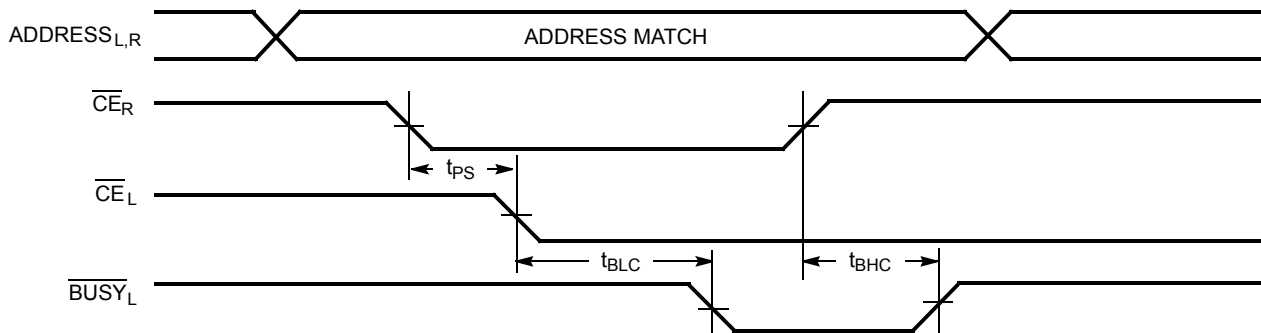 ADDRESS L,R ADDRESS MATCH
CE R
t PS
CE L
t BLC t BHC
BUSY L